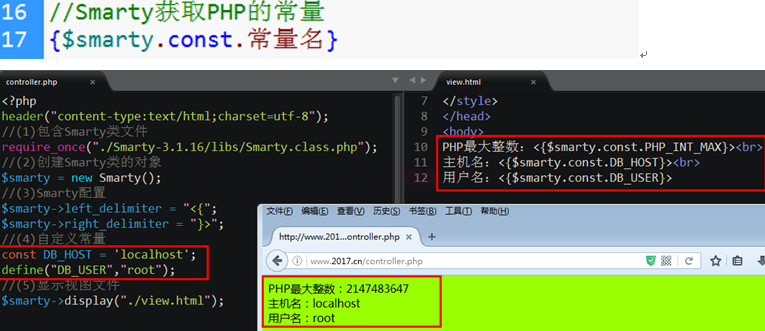 16 //Smarty获取PHP的常量
17 {$smarty.const.常量名}
controller.php
<?php
header("content-type:text/html;charset=utf-8");
//(1)包含Smarty类文件
require_once("./Smarty-3.1.16/libs/Smarty.class.php");
//(2)创建Smarty类的对象
$smarty = new Smarty();
//(3)Smarty配置
$smarty->left_delimiter = "<{";
$smarty->right_delimiter = "}>";
//(4)自定义常量
const DB_HOST = 'localhost';
define("DB_USER","root");
//(5)显示视图文件
$smarty->display("./view.html");
view.html
7 </style>
8 </head>
9 <body>
10 PHP最大整数：<{$smarty.const.PHP_INT_MAX}><br>
11 主机名：<{$smarty.const.DB_HOST}><br>
12 用户名：<{$smarty.const.DB_USER}>
文件(F) 编辑(E) 查看(V) 历史(S) 书签(B) 工具(T) 帮助(H)
http://www.201...ontroller.php
www.2017.cn/controller.php
PHP最大整数：2147483647
主机名：localhost
用户名：root